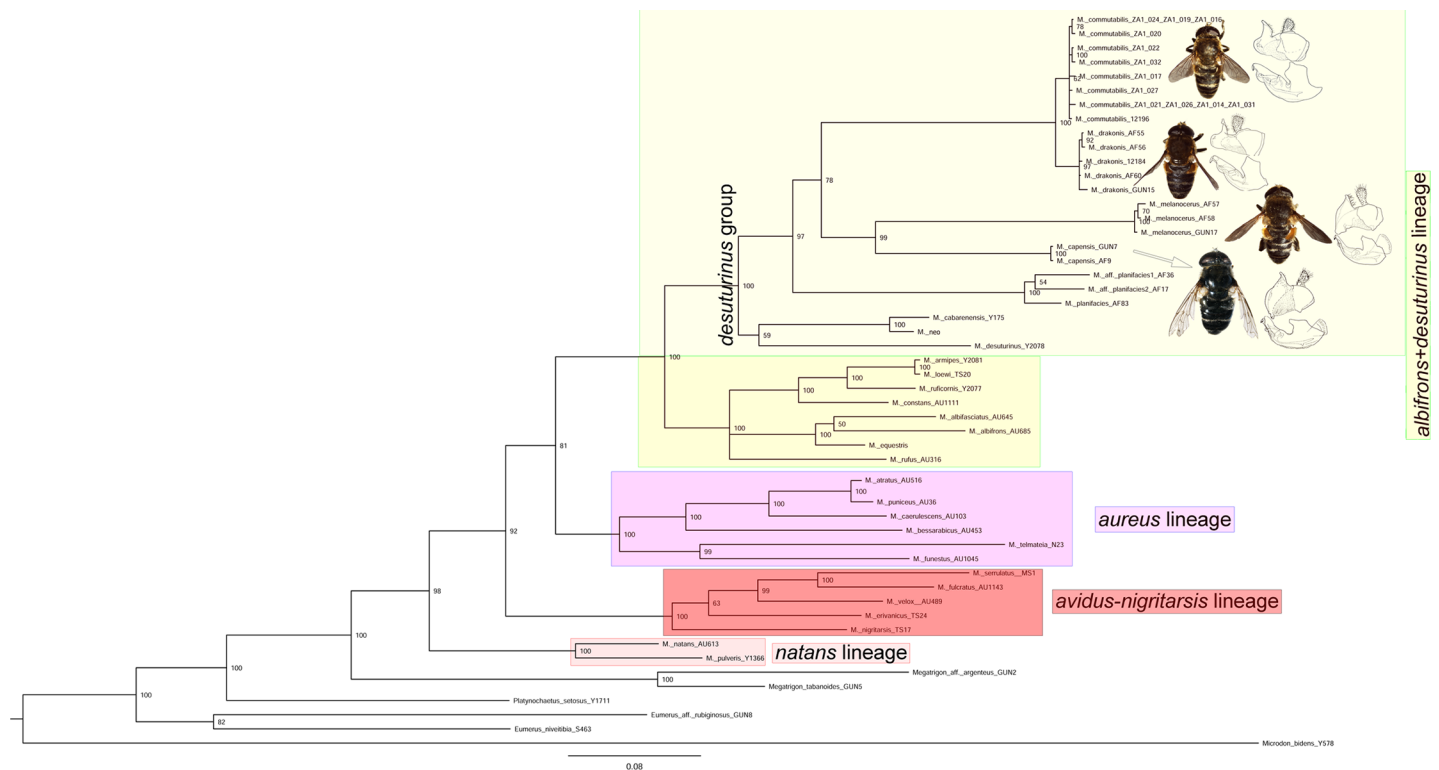 M._commutabilis_ZA1_024_ZA1_019_ZA1_016
78
M._commutabilis_ZA1_020
M._commutabilis_ZA1_022
100
M._commutabilis_ZA1_032
62
M._commutabilis_ZA1_017
M._commutabilis_ZA1_027
M._commutabilis_ZA1_021_ZA1_026_ZA1_014_ZA1_031
M._commutabilis_12196
100
M._drakonis_AF55
92
M._drakonis_AF56
M._drakonis_12184
97
M._drakonis_AF60
M._drakonis_GUN15
78
M._melanocerus_AF57
70
M._melanocerus_AF58
100
M._melanocerus_GUN17
99
M._capensis_GUN7
100
M._capensis_AF9
97
M._aff._planifacies1_AF36
54
M._aff._planifacies2_AF17
100
M._planifacies_AF83
desuturinus group
100
M._cabarenensis_Y175
100
M._neo
59
M._desuturinus_Y2078
albifrons+desuturinus lineage
100
M._armipes_Y2081
100
M._loewi_TS20
100
M._ruficornis_Y2077
100
M._constans_AU1111
100
M._albifasciatus_AU645
50
M._albifrons_AU685
100
M._equestris
M._rufus_AU316
81
M._atratus_AU516
100
M._puniceus_AU36
100
M._caerulescens_AU103
100
M._bessarabicus_AU453
100
M._telmateia_N23
99
M._funestus_AU1045
aureus lineage
92
M._serrulatus__MS1
100
M._fulcratus_AU1143
99
M._velox__AU489
63
M._erivanicus_TS24
100
M._nigritarsis_TS17
avidus-nigritarsis lineage
98
M._natans_AU613
100
M._pulveris_Y1366
natans lineage
100
Megatrigon_aff._argenteus_GUN2
100
Megatrigon_tabanoides_GUN5
100
Platynochaetus_setosus_Y1711
100
Eumerus_aff._rubiginosus_GUN8
82
Eumerus_niveitibia_S463
Microdon_bidens_Y578
0.08